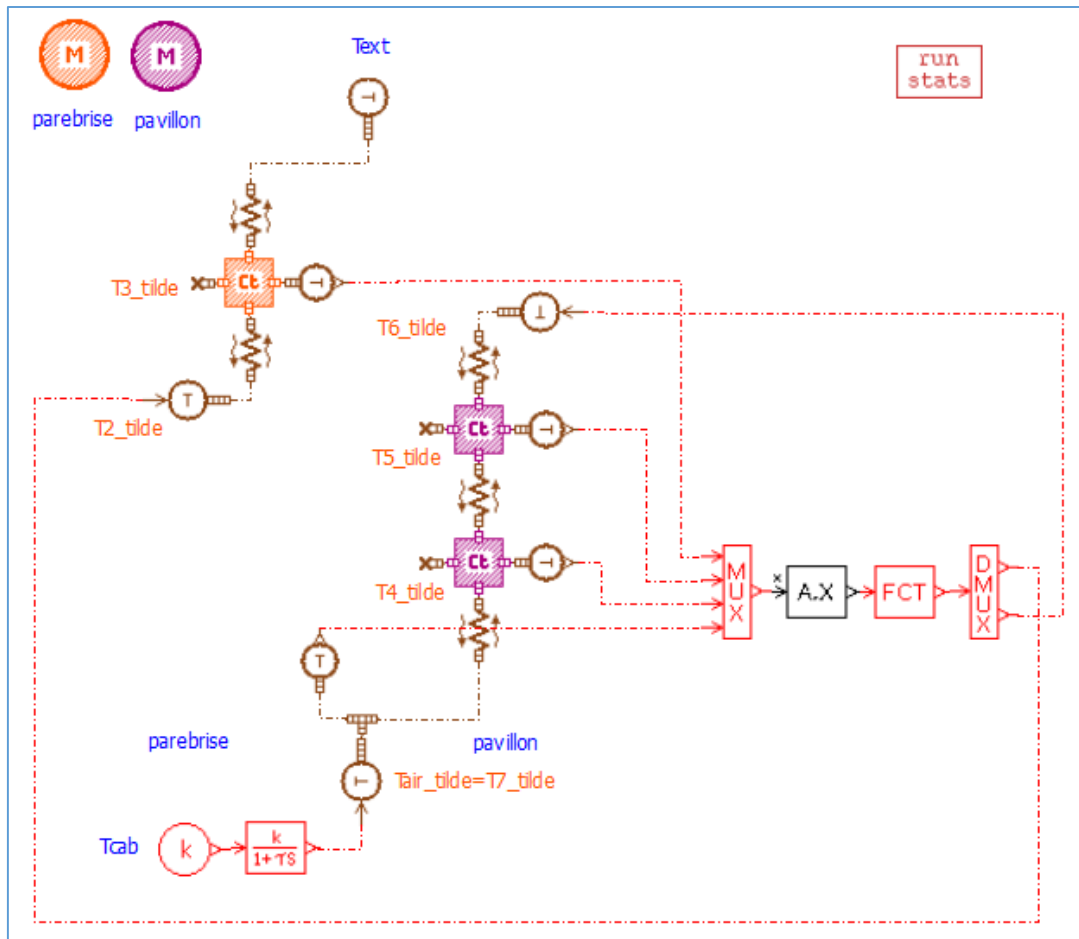 M M
Text
run
stats
parebrise pavillon
T
Ct
T3_tilde
T
T
T6_tilde
T
T2_tilde
Ct
T
T5_tilde
Ct
T
T4_tilde
MUX
x
A.X
FCT
DMUX
T
parebrise
pavillon
T
Tair_tilde=T7_tilde
Tcab
k
k
1+τs